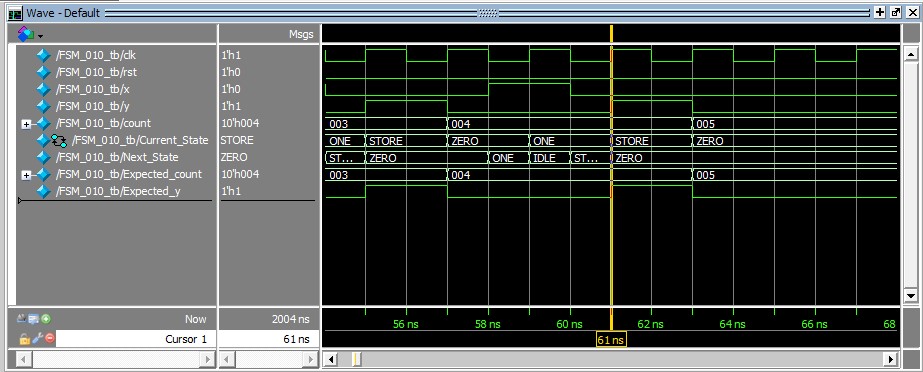 Wave - Default
Msgs
/FSM_010_tb/clk 1'h1
/FSM_010_tb/rst 1'h0
/FSM_010_tb/x 1'h0
/FSM_010_tb/y 1'h1
/FSM_010_tb/count 10'h004 003 004 005
/FSM_010_tb/Current_State STORE ONE STORE ZERO ONE STORE ZERO
/FSM_010_tb/Next_State ZERO ST... ZERO ONE IDLE ST... ZERO
/FSM_010_tb/Expected_count 10'h004 003 004 005
/FSM_010_tb/Expected_y 1'h1
Now 2004 ns 56 ns 58 ns 60 ns 62 ns 64 ns 66 ns 68
Cursor 1 61 ns 61 ns